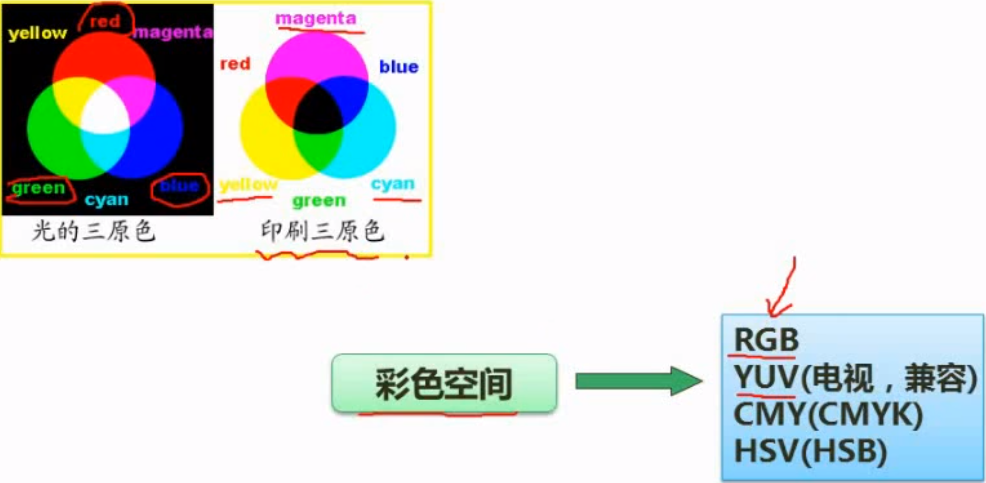 red
yellow
magenta
green
blue
cyan
光的三原色
magenta
red
blue
yellow
cyan
green
印刷三原色
彩色空间
RGB
YUV(电视，兼容)
CMY(CMYK)
HSV(HSB)